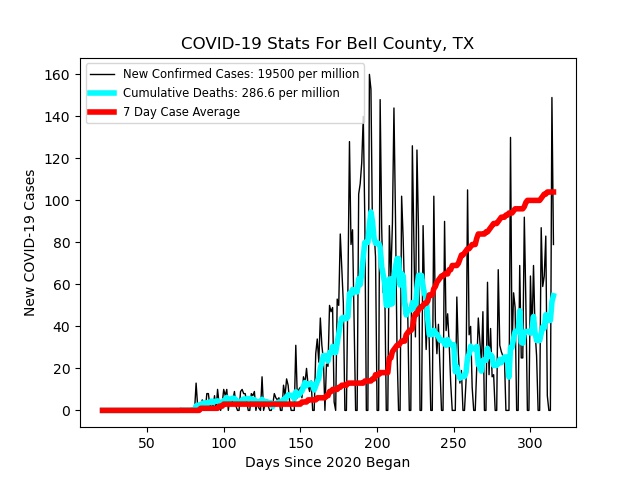 COVID-19 Stats For Bell County, TX
New Confirmed Cases: 19500 per million
Cumulative Deaths: 286.6 per million
7 Day Case Average
160
140
120
100
80
60
40
20
0
New COVID-19 Cases
50 100 150 200 250 300
Days Since 2020 Began